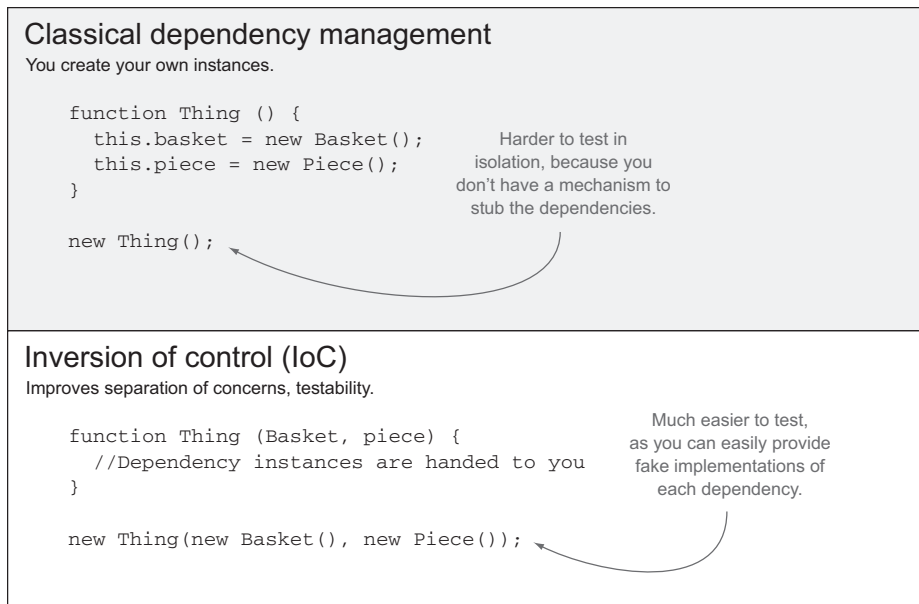 Classical dependency management
You create your own instances.
function Thing () {
  this.basket = new Basket();
  this.piece = new Piece();
}
new Thing();
Harder to test in
isolation, because you
don't have a mechanism to
stub the dependencies.
Inversion of control (IoC)
Improves separation of concerns, testability.
function Thing (Basket, piece) {
  //Dependency instances are handed to you
}
new Thing(new Basket(), new Piece());
Much easier to test,
as you can easily provide
fake implementations of
each dependency.